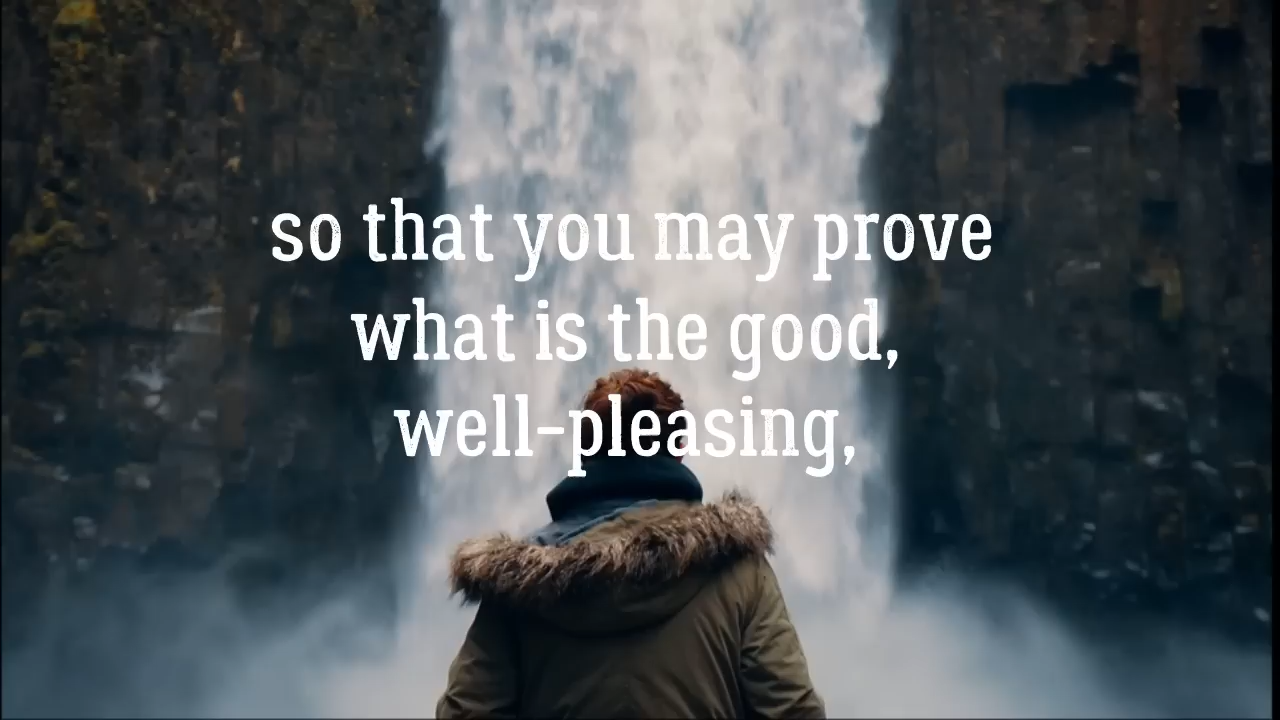 so that you may prove
what is the good,
well-pleasing,